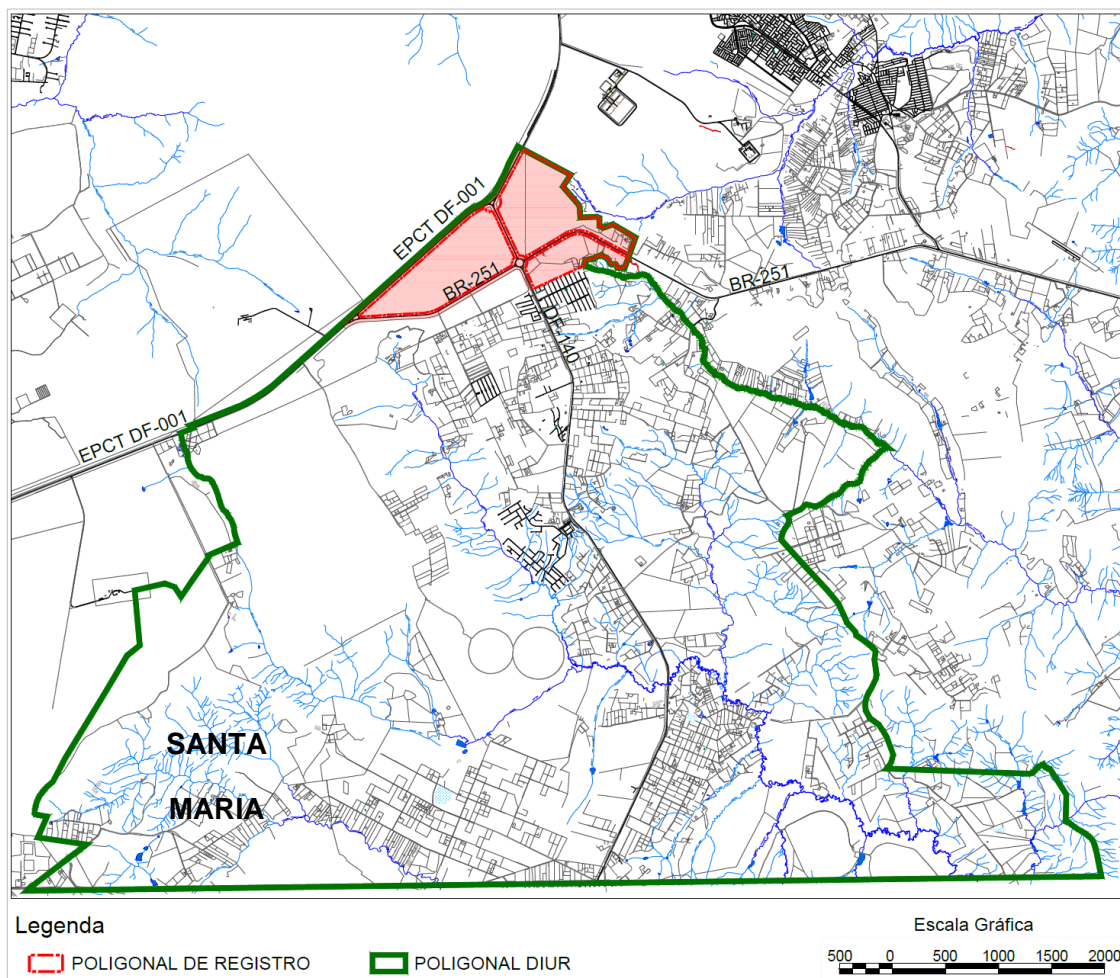 EPCT DF-001
BR-251
BR-251
DF-140
EPCT DF-001
SANTA
MARIA
Legenda
POLIGONAL DE REGISTRO
POLIGONAL DIUR
Escala Gráfica
500 0 500 1000 1500 2000